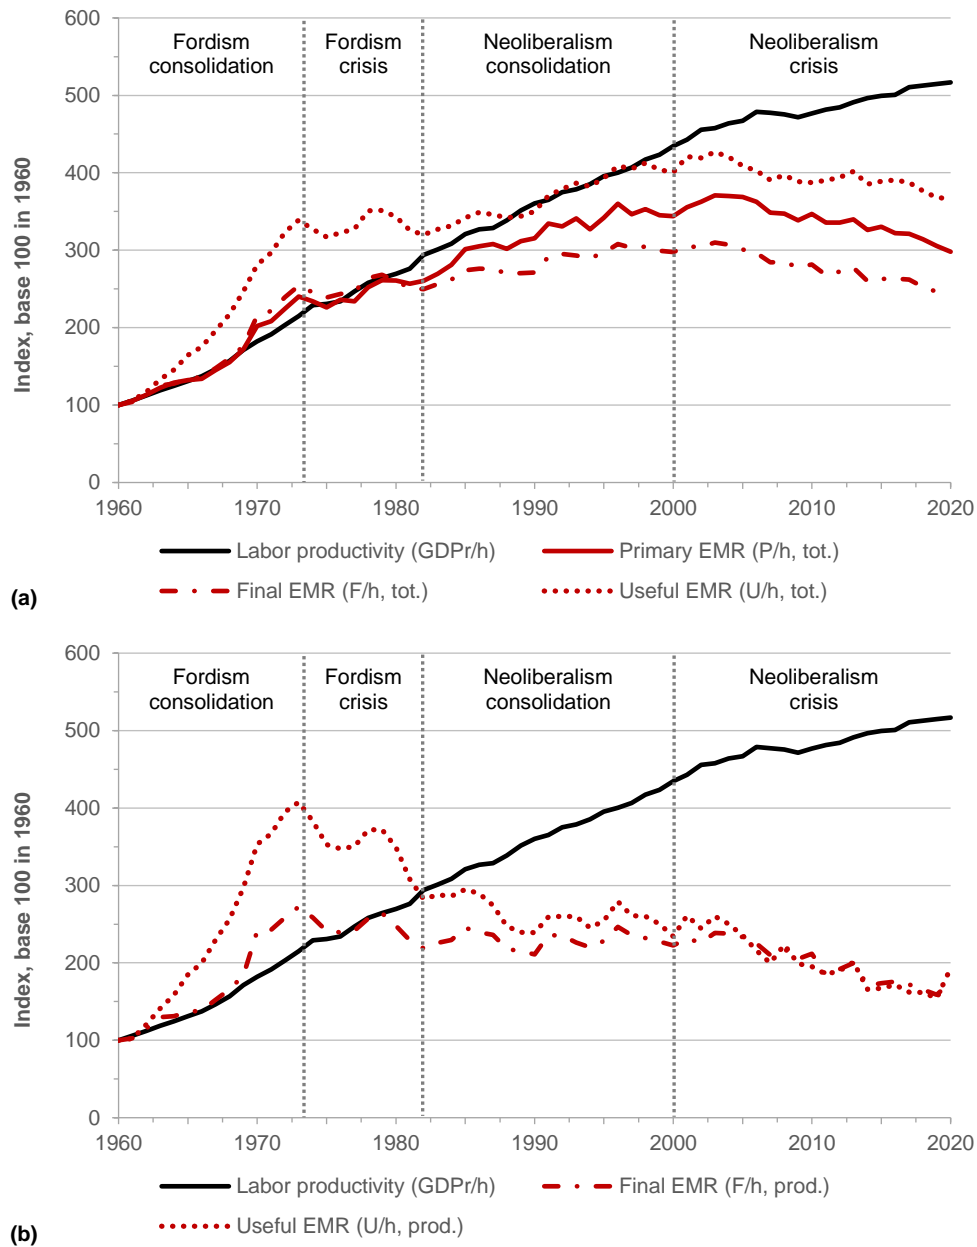 600
500
400
300
200
100
0
Index, base 100 in 1960
Fordism
consolidation
Fordism
crisis
Neoliberalism
consolidation
Neoliberalism
crisis
1960 1970 1980 1990 2000 2010 2020
Labor productivity (GDPr/h) Primary EMR (P/h, tot.)
Final EMR (F/h, tot.) Useful EMR (U/h, tot.)
(a)
600
500
400
300
200
100
0
Index, base 100 in 1960
Fordism
consolidation
Fordism
crisis
Neoliberalism
consolidation
Neoliberalism
crisis
1960 1970 1980 1990 2000 2010 2020
Labor productivity (GDPr/h) Final EMR (F/h, prod.)
Useful EMR (U/h, prod.)
(b)